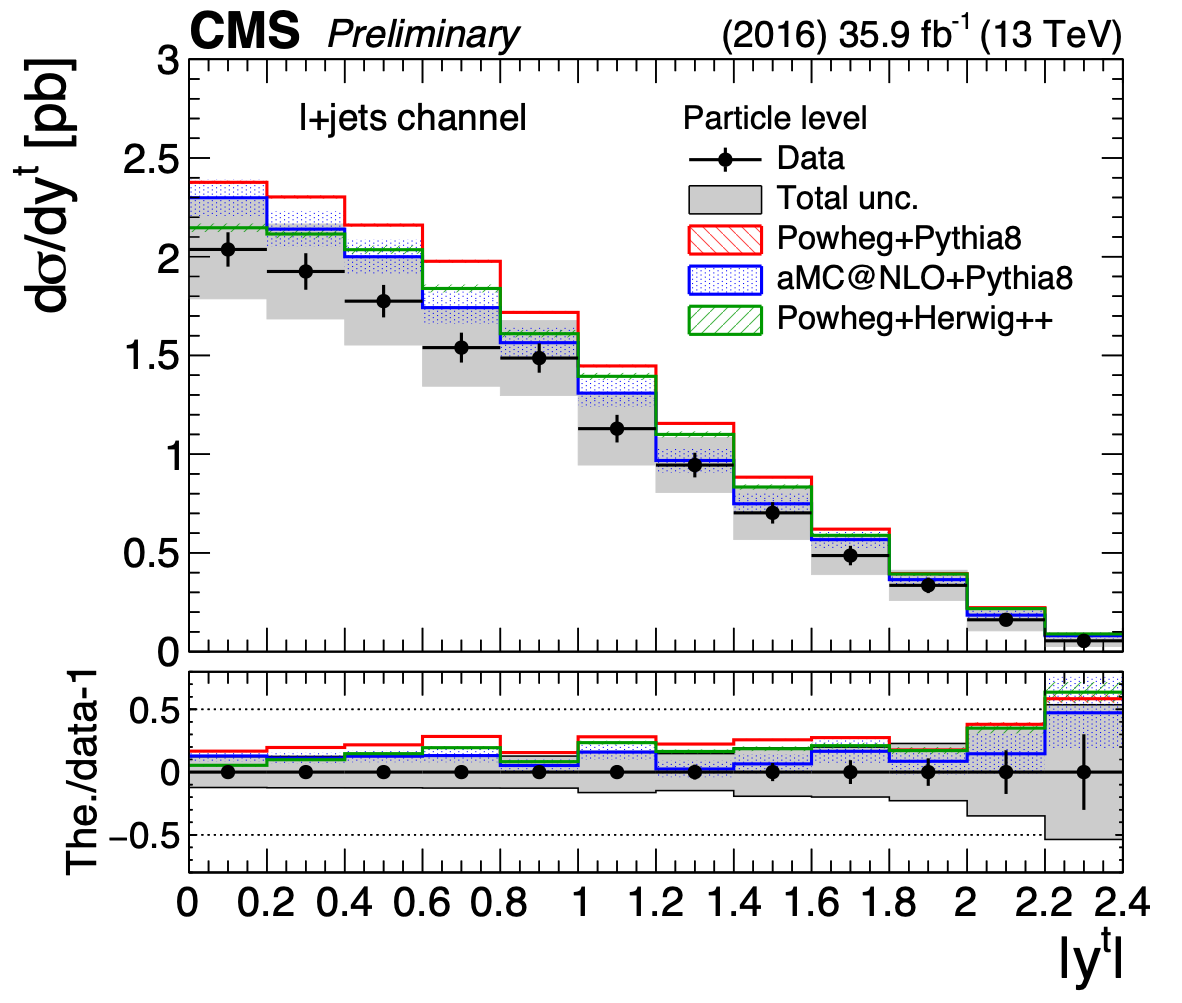 CMS Preliminary (2016) 35.9 fb⁻¹ (13 TeV)
dσ/dyᵗ [pb]
l+jets channel
Particle level
Data
Total unc.
Powheg+Pythia8
aMC@NLO+Pythia8
Powheg+Herwig++
3
2.5
2
1.5
1
0.5
0
The./data-1
0.5
0
−0.5
0 0.2 0.4 0.6 0.8 1 1.2 1.4 1.6 1.8 2 2.2 2.4
|yᵗ|